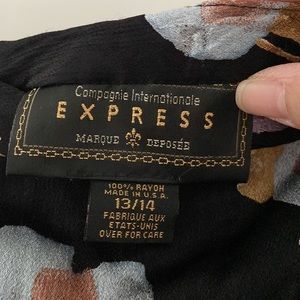 Compagnie Internationale
EXPRESS
MARQUE DEPOSÉE
100% RAYON
MADE IN U.S.A.
13/14
FABRIQUE AUX
ETATS-UNIS
OVER FOR CARE